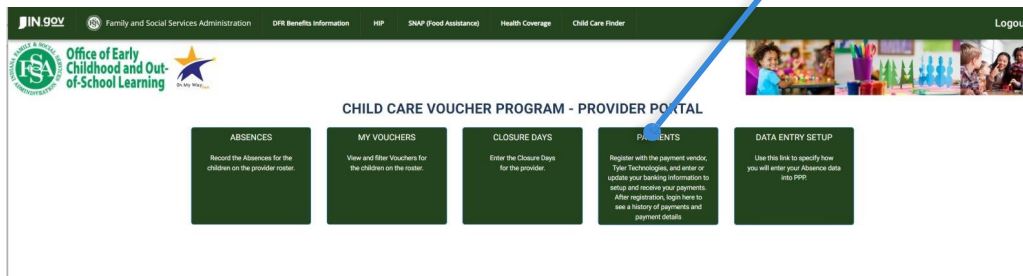 IN.gov
Family and Social Services Administration
DFR Benefits Information
HIP
SNAP (Food Assistance)
Health Coverage
Child Care Finder
Logou
Office of Early
Childhood and Out-
of-School Learning
FSSA
On My Way
CHILD CARE VOUCHER PROGRAM - PROVIDER PORTAL
ABSENCES
Record the Absences for the
children on the provider roster.
MY VOUCHERS
View and filter Vouchers for
the children on the roster.
CLOSURE DAYS
Enter the Closure Days
for the provider.
PAYMENTS
Register with the payment vendor,
Tyler Technologies, and enter or
update your banking information to
setup and receive your payments.
After registration, login here to
see a history of payments and
payment details
DATA ENTRY SETUP
Use this link to specify how
you will enter your Absence data
into PPP.